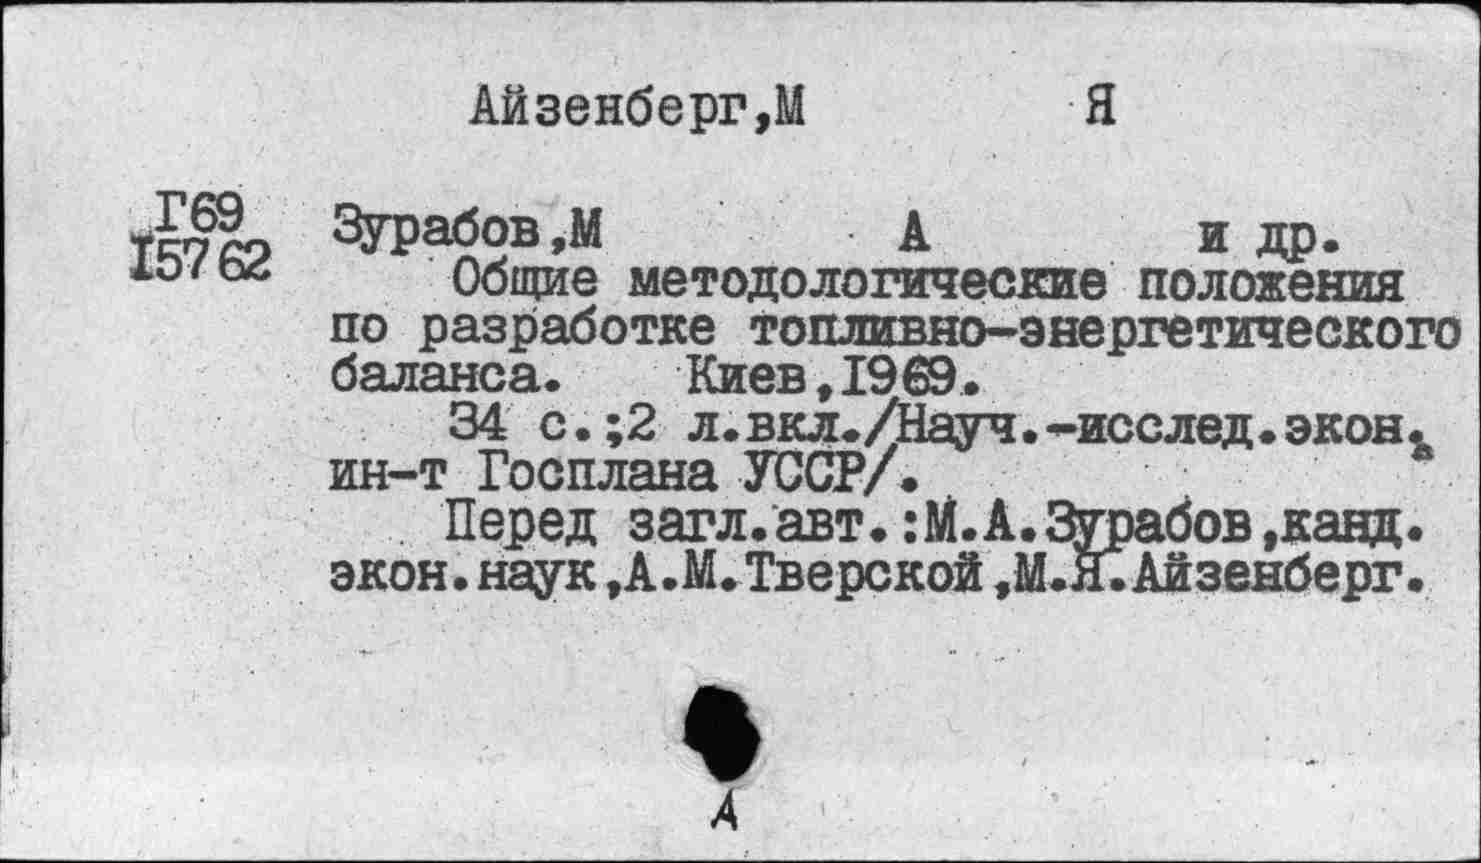 Айзенберг,М Я
Г69
15762
Зурабов,М А и др.
Общие методологические положения
по разработке топливно-энергетического
баланса. Киев,1969.
34 с.;2 л.вкл./Науч.-исслед.экон.
ин-т Госплана УССР/.
Перед загл.авт.:М.А.Зурабов,канд.
экон.наук,А.М.Тверской,М.Я.Айзенберг.
А